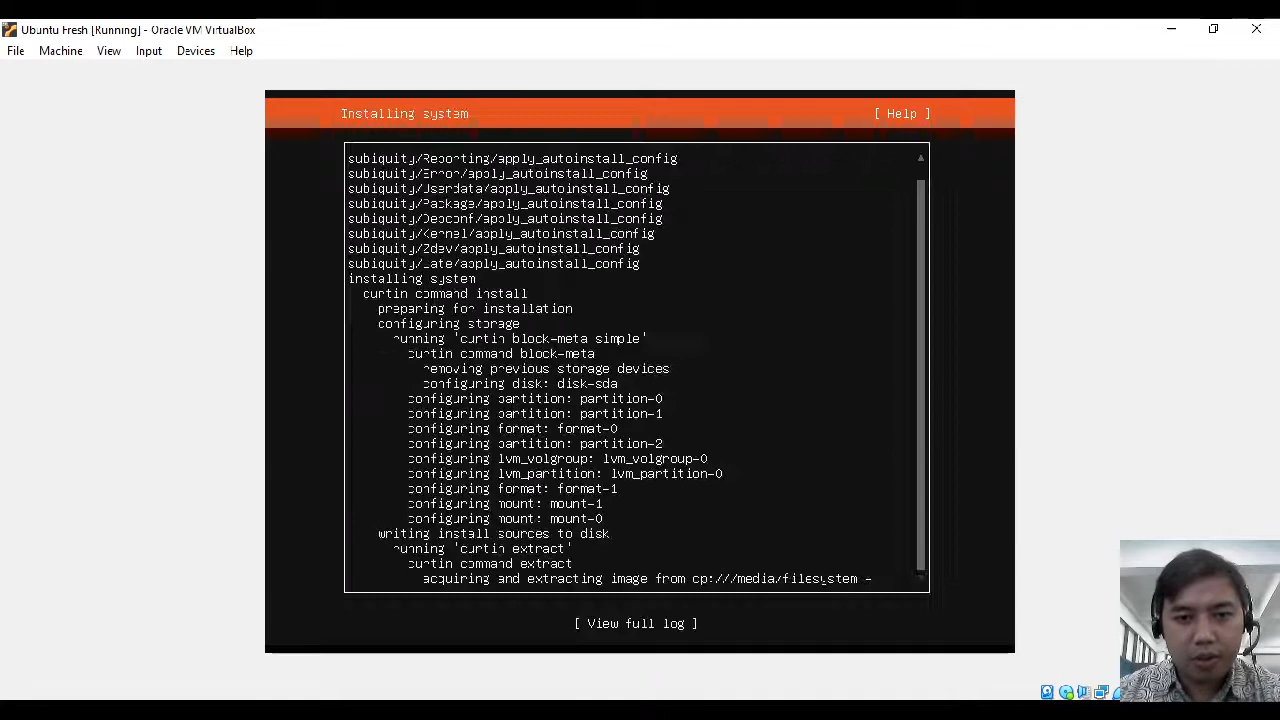 Ubuntu Fresh [Running] - Oracle VM VirtualBox
File Machine View Input Devices Help
Installing system [ Help ]
subiquity/Reporting/apply_autoinstall_config
subiquity/Error/apply_autoinstall_config
subiquity/Userdata/apply_autoinstall_config
subiquity/Package/apply_autoinstall_config
subiquity/Debconf/apply_autoinstall_config
subiquity/Kernel/apply_autoinstall_config
subiquity/Zdev/apply_autoinstall_config
subiquity/Late/apply_autoinstall_config
installing system
curtin command install
preparing for installation
configuring storage
running 'curtin block-meta simple'
curtin command block-meta
removing previous storage devices
configuring disk: disk-sda
configuring partition: partition-0
configuring partition: partition-1
configuring format: format-0
configuring partition: partition-2
configuring lvm_volgroup: lvm_volgroup-0
configuring lvm_partition: lvm_partition-0
configuring format: format-1
configuring mount: mount-1
configuring mount: mount-0
writing install sources to disk
running 'curtin extract'
curtin command extract
acquiring and extracting image from cp:///media/filesystem -
[ View full log ]